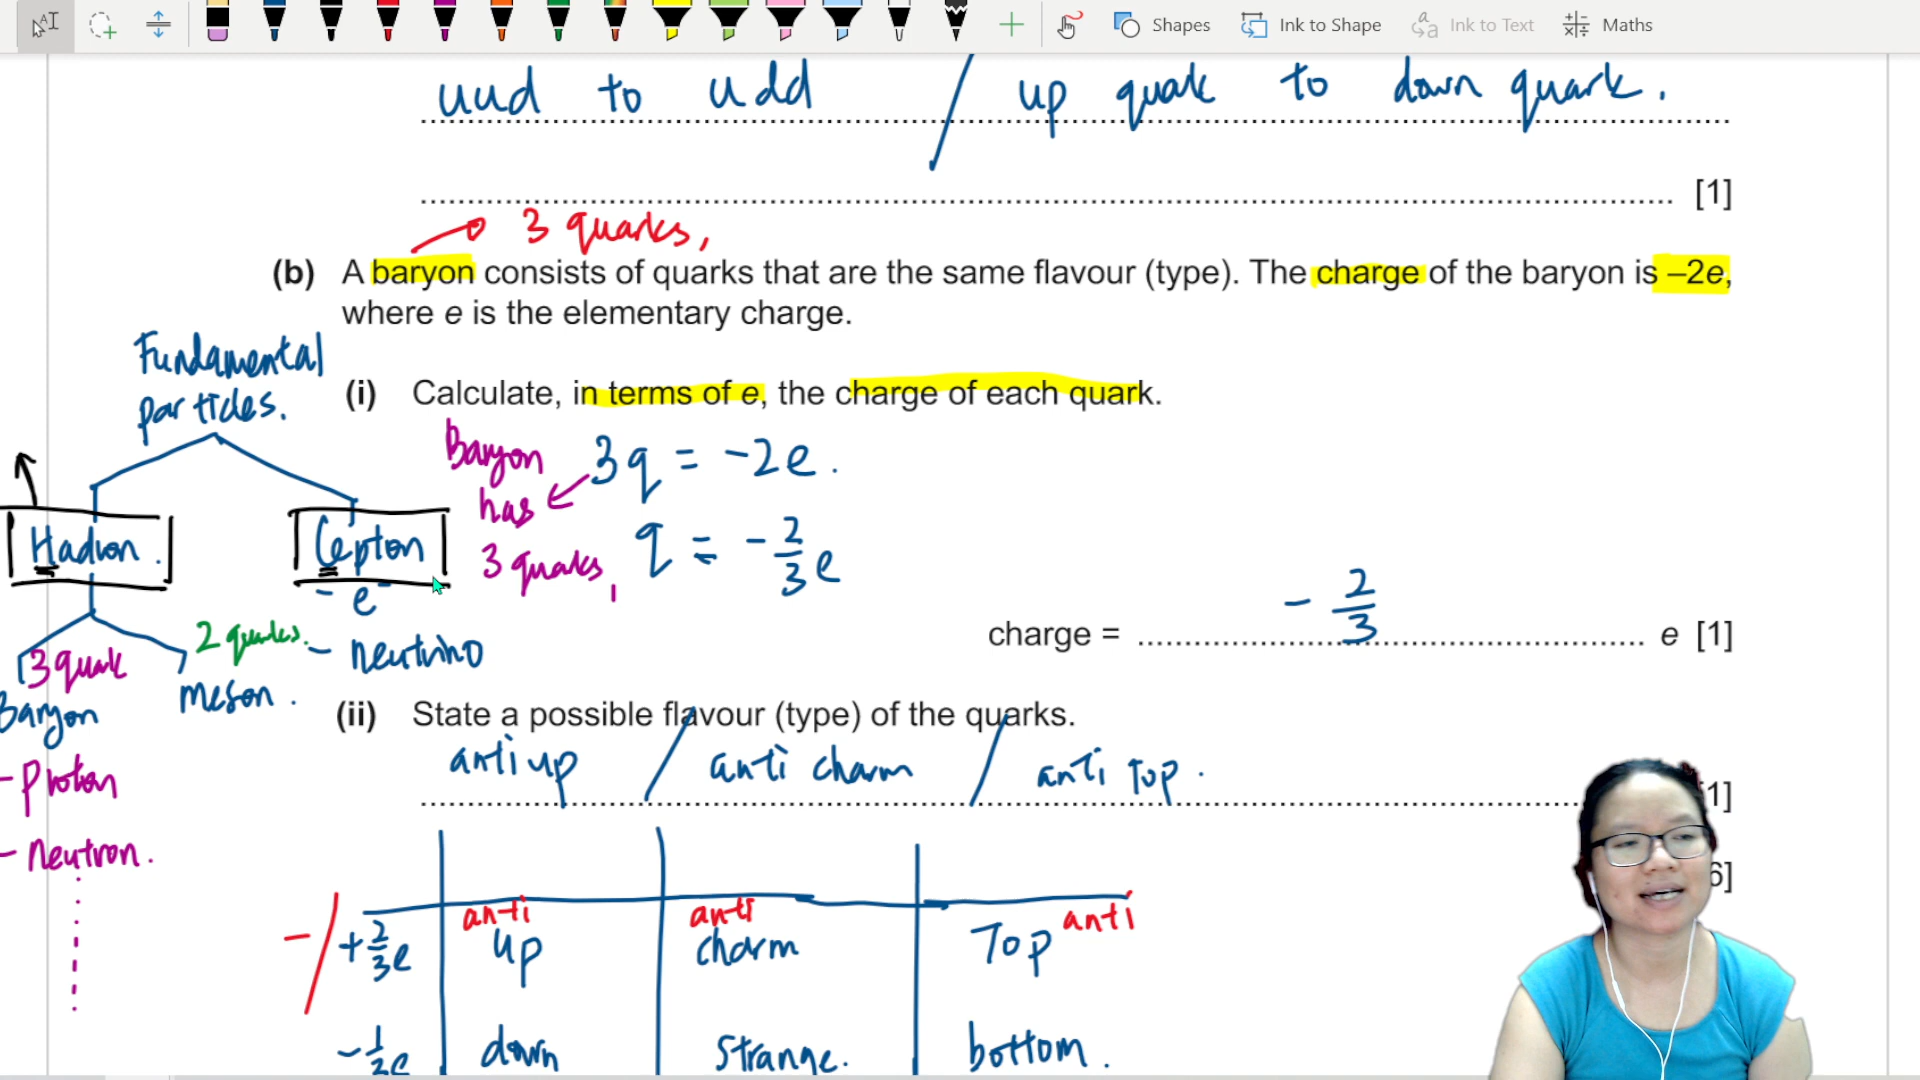 Shapes Ink to Shape Ink to Text Maths
uud to udd / up quark to down quark.
[1]
3 quarks,
(b) A baryon consists of quarks that are the same flavour (type). The charge of the baryon is –2e,
where e is the elementary charge.
Fundamental
particles.
(i) Calculate, in terms of e, the charge of each quark.
Baryon
has
3 quarks,
3q = -2e.
q = - 2/3 e
Hadron. Lepton
- e-
- neutrino
2 quarks.
meson.
3 quark
Baryon
- Proton
- Neutron.
charge = - 2/3 e [1]
(ii) State a possible flavour (type) of the quarks.
anti up / anti charm / anti Top.
1]
6]
anti anti anti
-/+ 2/3 e up charm Top
- 1/3 e down strange. bottom.